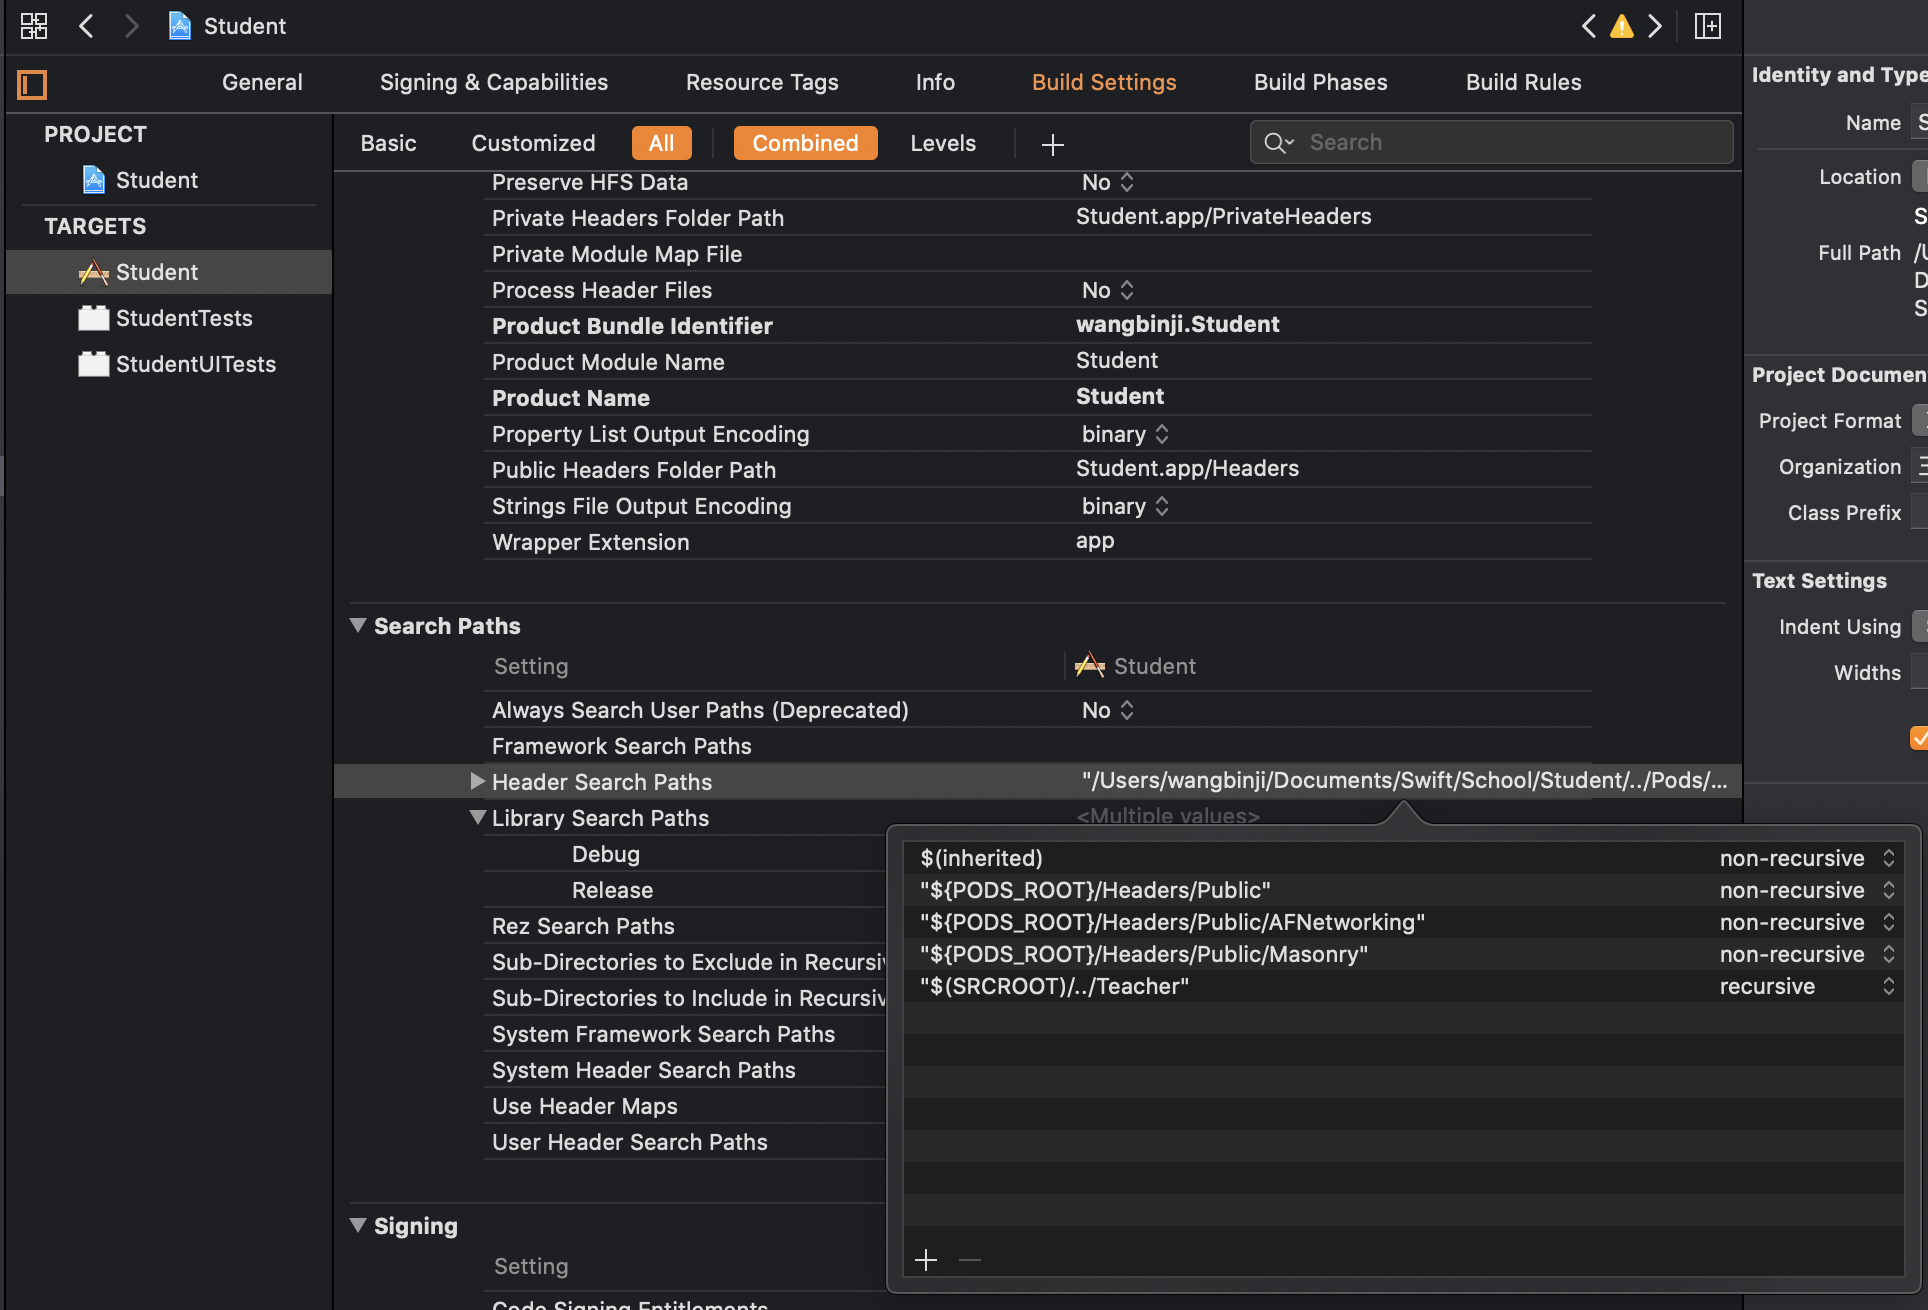 Student
General
Signing & Capabilities
Resource Tags
Info
Build Settings
Build Phases
Build Rules
PROJECT
Student
TARGETS
Student
StudentTests
StudentUITests
Basic
Customized
All
Combined
Levels
Search
Preserve HFS Data No
Private Headers Folder Path Student.app/PrivateHeaders
Private Module Map File
Process Header Files No
Product Bundle Identifier wangbinji.Student
Product Module Name Student
Product Name Student
Property List Output Encoding binary
Public Headers Folder Path Student.app/Headers
Strings File Output Encoding binary
Wrapper Extension app
Search Paths
Setting Student
Always Search User Paths (Deprecated) No
Framework Search Paths
Header Search Paths "/Users/wangbinji/Documents/Swift/School/Student/../Pods/...
Library Search Paths <Multiple values>
Debug
Release
Rez Search Paths
Sub-Directories to Exclude in Recursiv
Sub-Directories to Include in Recursiv
System Framework Search Paths
System Header Search Paths
Use Header Maps
User Header Search Paths
Signing
Setting
Code Signing Entitlements
$(inherited) non-recursive
"${PODS_ROOT}/Headers/Public" non-recursive
"${PODS_ROOT}/Headers/Public/AFNetworking" non-recursive
"${PODS_ROOT}/Headers/Public/Masonry" non-recursive
"$(SRCROOT)/../Teacher" recursive
Identity and Type
Name S
Location
S
Full Path /U
D
S
Project Documen
Project Format
Organization
Class Prefix
Text Settings
Indent Using
Widths